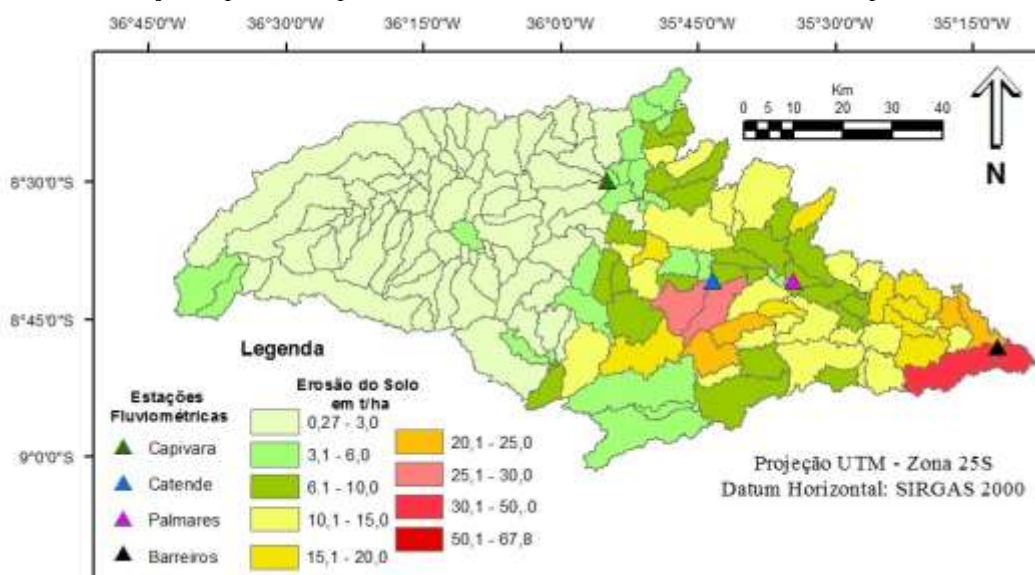 36°45'0"W 36°30'0"W 36°15'0"W 36°0'0"W 35°45'0"W 35°30'0"W 35°15'0"W
Km
0 5 10 20 30 40
N
8°30'0"S
8°45'0"S
9°0'0"S
Legenda
Estações
Fluviométricas
Capivara
Catende
Palmares
Barreiros
Erosão do Solo
em t/ha
0,27 - 3,0
3,1 - 6,0
6,1 - 10,0
10,1 - 15,0
15,1 - 20,0
20,1 - 25,0
25,1 - 30,0
30,1 - 50,.0
50,1 - 67,8
Projeção UTM - Zona 25S
Datum Horizontal: SIRGAS 2000